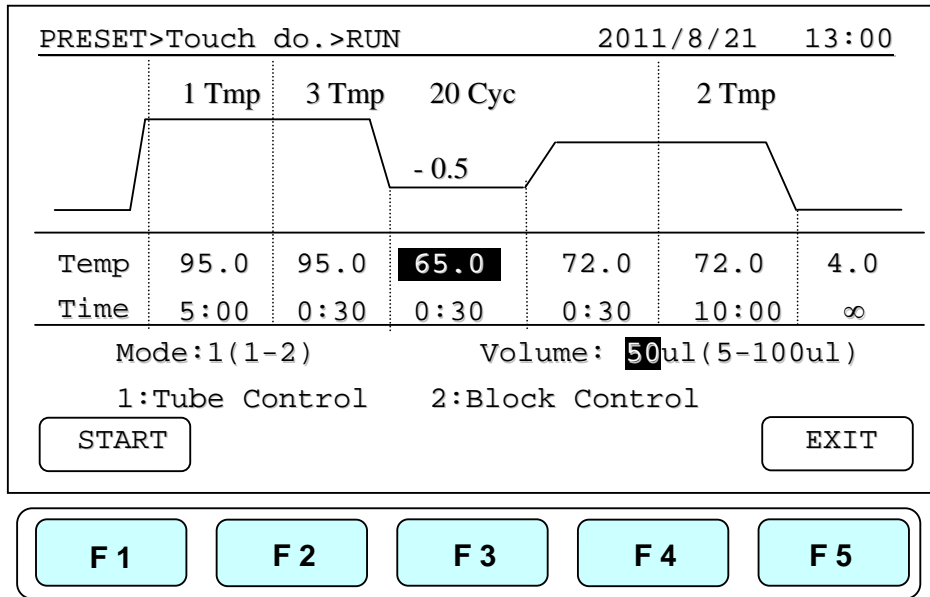 PRESET>Touch do.>RUN 2011/8/21 13:00
1 Tmp 3 Tmp 20 Cyc 2 Tmp
- 0.5
Temp 95.0 95.0 65.0 72.0 72.0 4.0
Time 5:00 0:30 0:30 0:30 10:00 ∞
Mode:1(1-2) Volume: 50ul(5-100ul)
1:Tube Control 2:Block Control
START EXIT
F 1 F 2 F 3 F 4 F 5